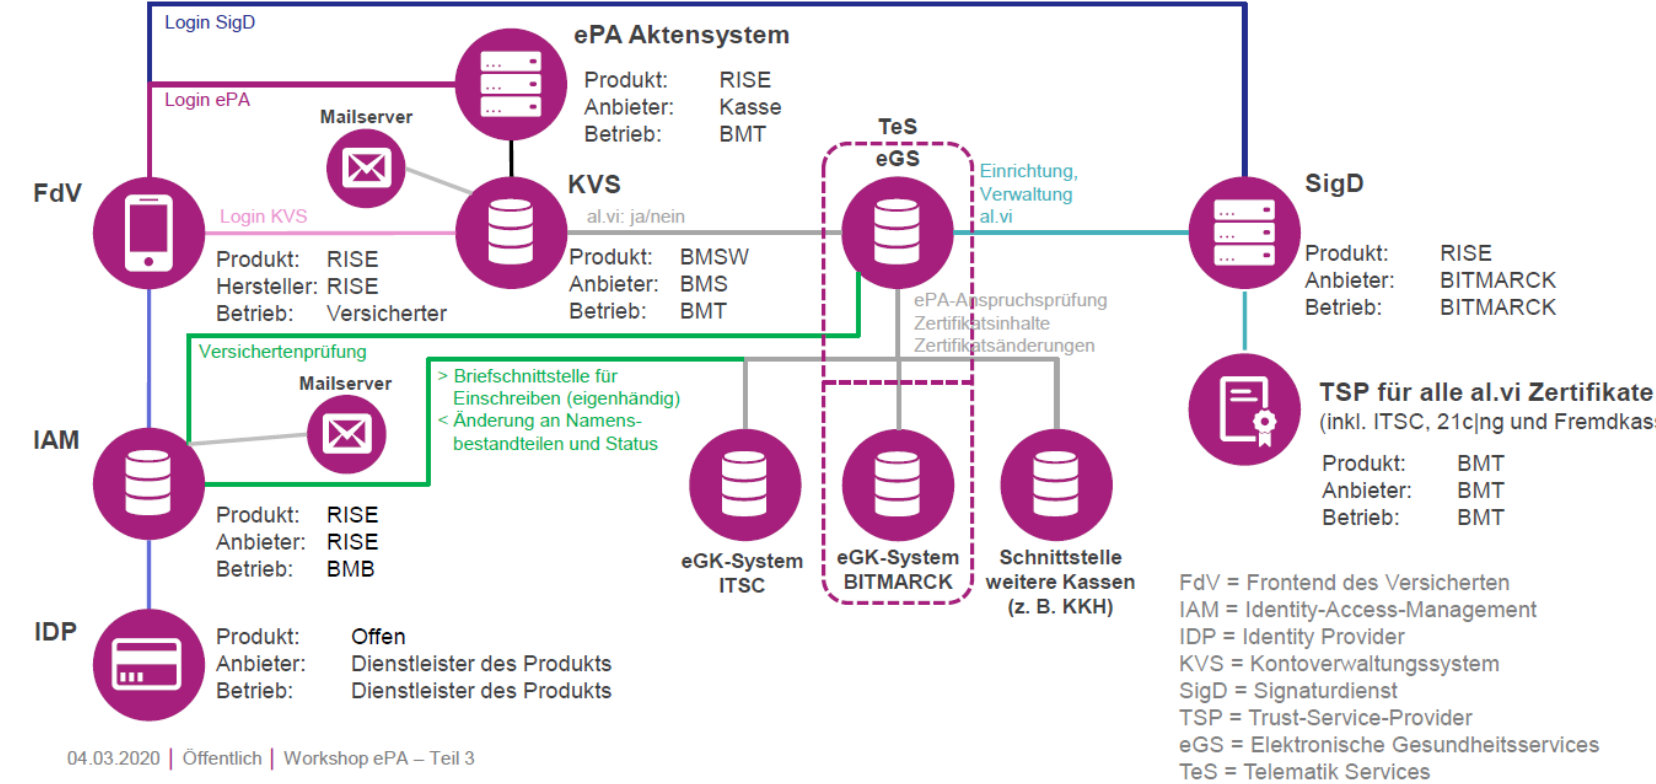 Login SigD
ePA Aktensystem
Produkt: RISE
Anbieter: Kasse
Betrieb: BMT
Login ePA
Mailserver
TeS
eGS
Einrichtung,
Verwaltung
al.vi
FdV
KVS
SigD
Login KVS
al.vi: ja/nein
Produkt: RISE
Hersteller: RISE
Betrieb: Versicherter
Produkt: BMSW
Anbieter: BMS
Betrieb: BMT
Produkt: RISE
Anbieter: BITMARCK
Betrieb: BITMARCK
ePA-Anspruchsprüfung
Zertifikatsinhalte
Zertifikatsänderungen
Versichertenprüfung
Mailserver
> Briefschnittstelle für
Einschreiben (eigenhändig)
< Änderung an Namens-
bestandteilen und Status
TSP für alle al.vi Zertifikate
(inkl. ITSC, 21c|ng und
Produkt: BMT
Anbieter: BMT
Betrieb: BMT
IAM
Produkt: RISE
Anbieter: RISE
Betrieb: BMB
eGK-System
ITSC
eGK-System
BITMARCK
Schnittstelle
weitere Kassen
(z. B. KKH)
IDP
Produkt: Offen
Anbieter: Dienstleister des Produkts
Betrieb: Dienstleister des Produkts
FdV = Frontend des Versicherten
IAM = Identity-Access-Management
IDP = Identity Provider
KVS = Kontoverwaltungssystem
SigD = Signaturdienst
TSP = Trust-Service-Provider
eGS = Elektronische Gesundheitsservices
TeS = Telematik Services
04.03.2020 | Öffentlich | Workshop ePA – Teil 3